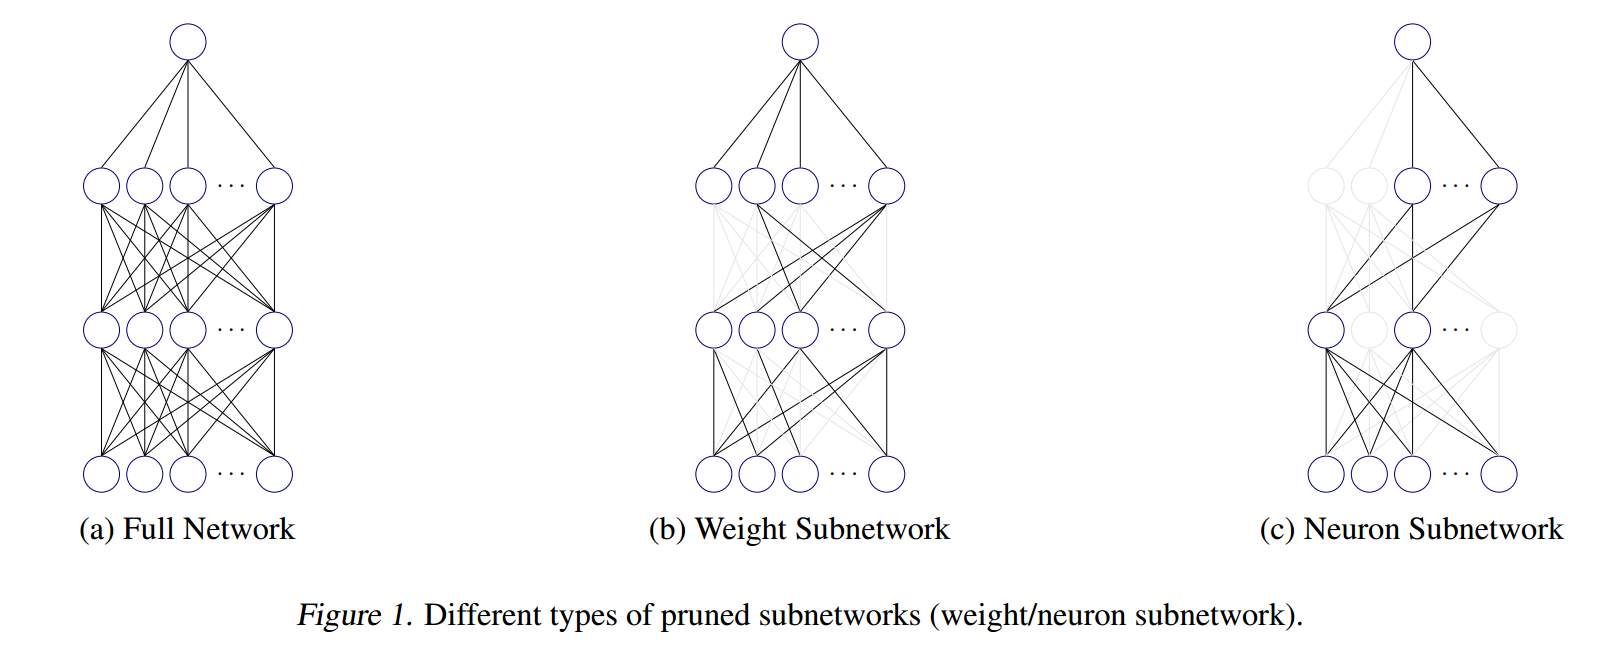 ··· ··· ···
··· ··· ···
··· ··· ···
(a) Full Network (b) Weight Subnetwork (c) Neuron Subnetwork
Figure 1. Different types of pruned subnetworks (weight/neuron subnetwork).